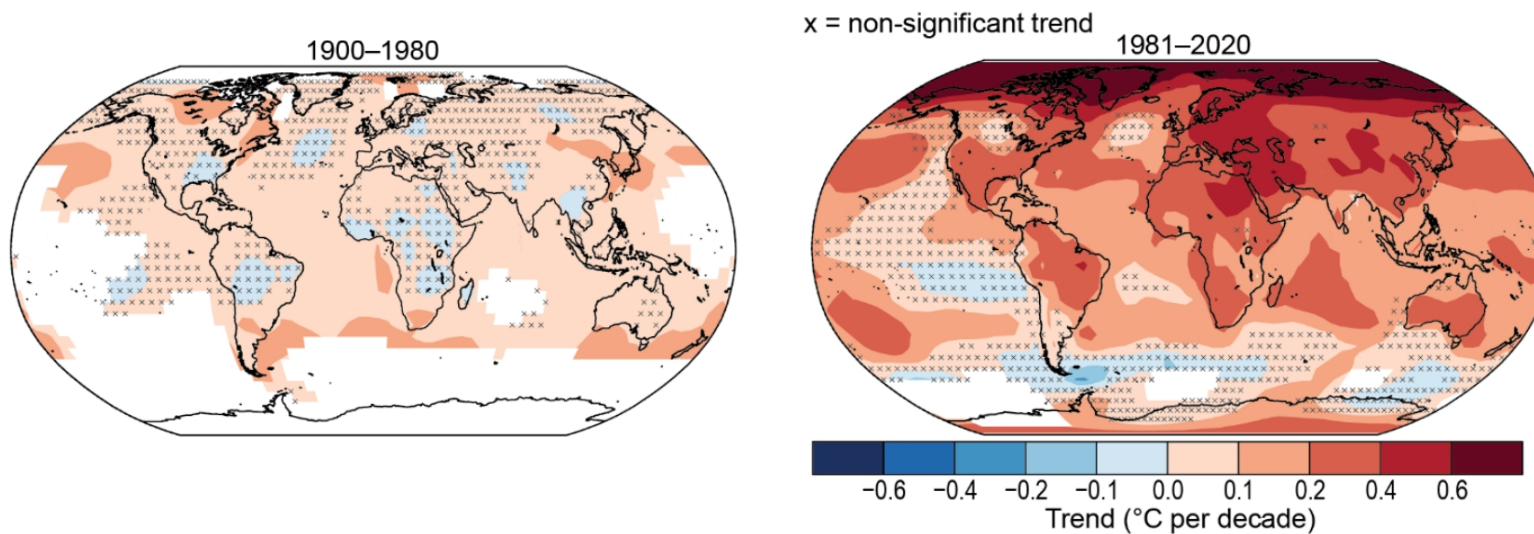 x = non-significant trend
1900–1980
1981–2020
−0.6 −0.4 −0.2 −0.1 0.0 0.1 0.2 0.4 0.6
Trend (°C per decade)